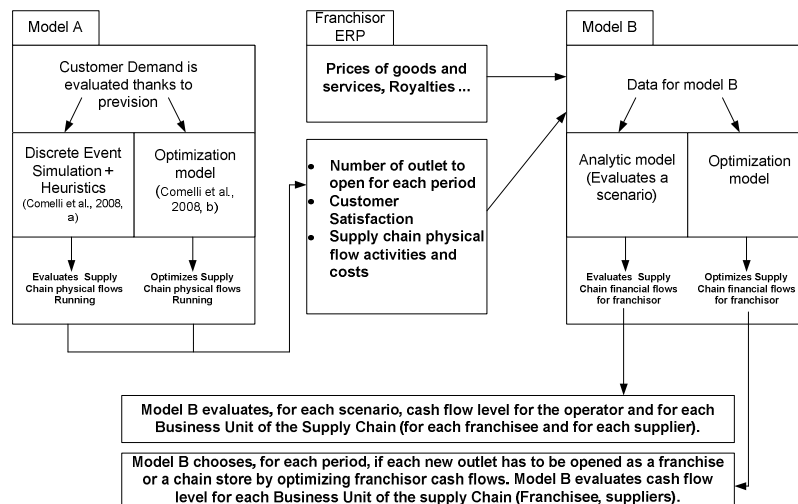 Model A
Customer Demand is
evaluated thanks to
prevision
Discrete Event
Simulation +
Heuristics
(Comelli et al., 2008,
a)
Optimization
model
(Comelli et al.,
2008, b)
Evaluates Supply
Chain physical flows
Running
Optimizes Supply
Chain physical flows
Running
Franchisor
ERP
Prices of goods and
services, Royalties ...
• Number of outlet to
open for each period
• Customer
Satisfaction
• Supply chain physical
flow activities and
costs
Model B
Data for model B
Analytic model
(Evaluates a
scenario)
Optimization
model
Evaluates Supply
Chain financial flows
for franchisor
Optimizes Supply
Chain financial flows
for franchisor
Model B evaluates, for each scenario, cash flow level for the operator and for each
Business Unit of the Supply Chain (for each franchisee and for each supplier).
Model B chooses, for each period, if each new outlet has to be opened as a franchise
or a chain store by optimizing franchisor cash flows. Model B evaluates cash flow
level for each Business Unit of the supply Chain (Franchisee, suppliers).